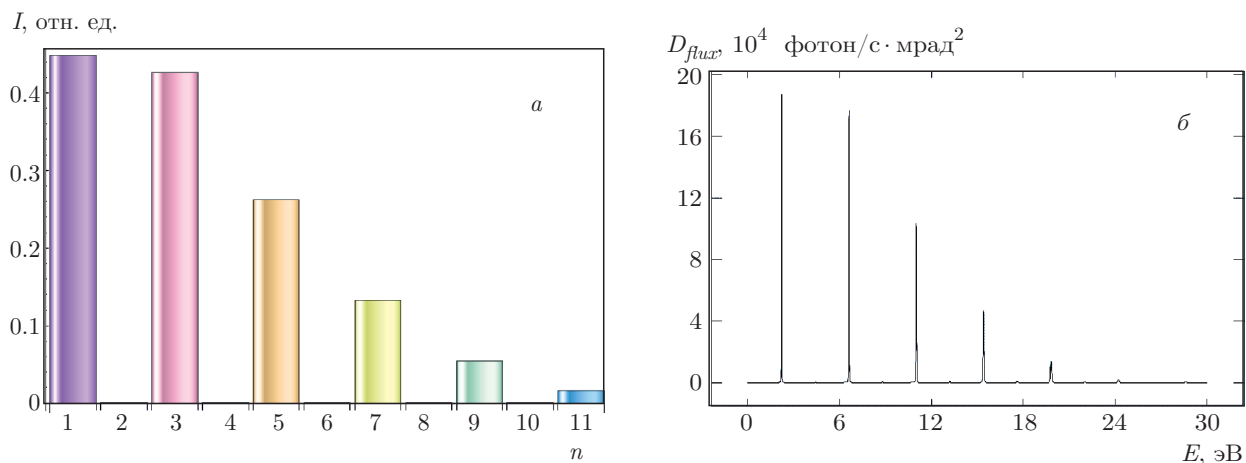 I, отн. ед.
0.4
0.3
0.2
0.1
0
а
1 2 3 4 5 6 7 8 9 10 11
n
D_flux, 10^4 фотон/с · мрад^2
20
16
12
8
4
0
б
0 6 12 18 24 30
E, эВ